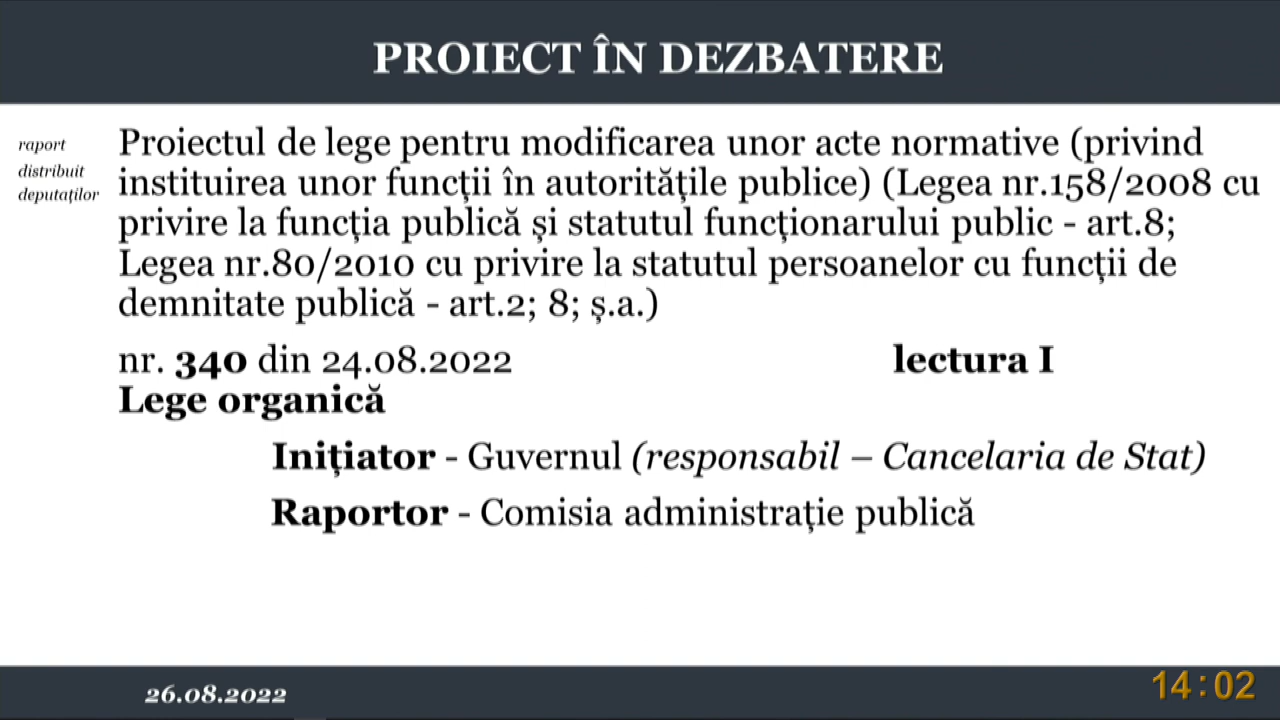 PROIECT ÎN DEZBATERE
raport
distribuit
deputaților
Proiectul de lege pentru modificarea unor acte normative (privind
instituirea unor funcții în autoritățile publice) (Legea nr.158/2008 cu
privire la funcția publică și statutul funcționarului public - art.8;
Legea nr.80/2010 cu privire la statutul persoanelor cu funcții de
demnitate publică - art.2; 8; ș.a.)
nr. 340 din 24.08.2022 lectura I
Lege organică
Inițiator - Guvernul (responsabil – Cancelaria de Stat)
Raportor - Comisia administrație publică
26.08.2022 14:02